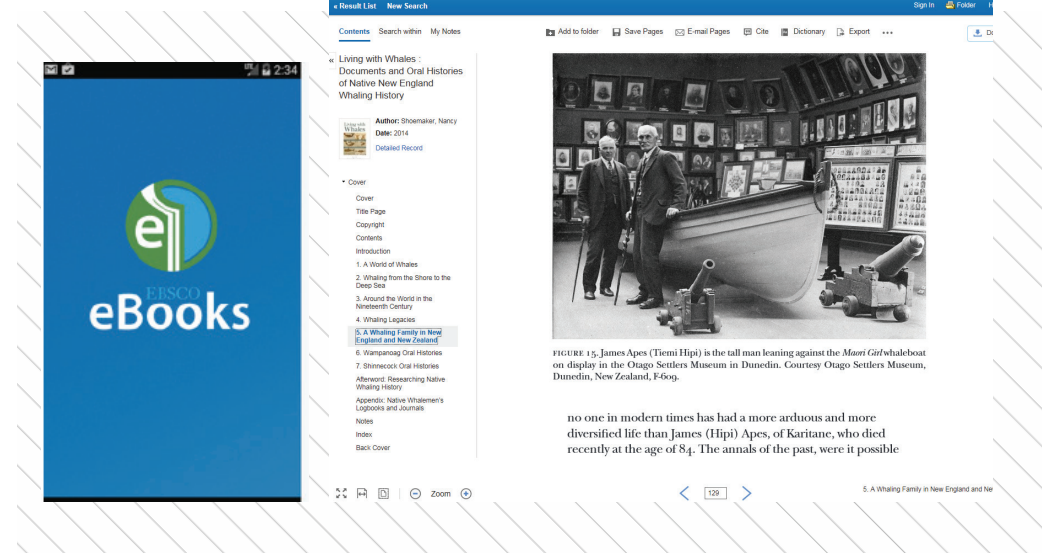 2:34
e
EBSCO
eBooks
« Result List New Search
Sign In Folder H
Contents Search within My Notes
Add to folder Save Pages E-mail Pages Cite Dictionary Export ...
Do
«
Living with Whales :
Documents and Oral Histories
of Native New England
Whaling History
Living with
Whales
Author: Shoemaker, Nancy
Date: 2014
Detailed Record
Cover
Cover
Title Page
Copyright
Contents
Introduction
1. A World of Whales
2. Whaling from the Shore to the
Deep Sea
3. Around the World in the
Nineteenth Century
4. Whaling Legacies
5. A Whaling Family in New
England and New Zealand
6. Wampanoag Oral Histories
7. Shinnecock Oral Histories
Afterword: Researching Native
Whaling History
Appendix: Native Whalemen's
Logbooks and Journals
Notes
Index
Back Cover
FIGURE 15. James Apes (Tiemi Hipi) is the tall man leaning against the Maori Girl whaleboat
on display in the Otago Settlers Museum in Dunedin. Courtesy Otago Settlers Museum,
Dunedin, New Zealand, F-609.
no one in modern times has had a more arduous and more
diversified life than James (Hipi) Apes, of Karitane, who died
recently at the age of 84. The annals of the past, were it possible
Zoom
129
5. A Whaling Family in New England and Ne